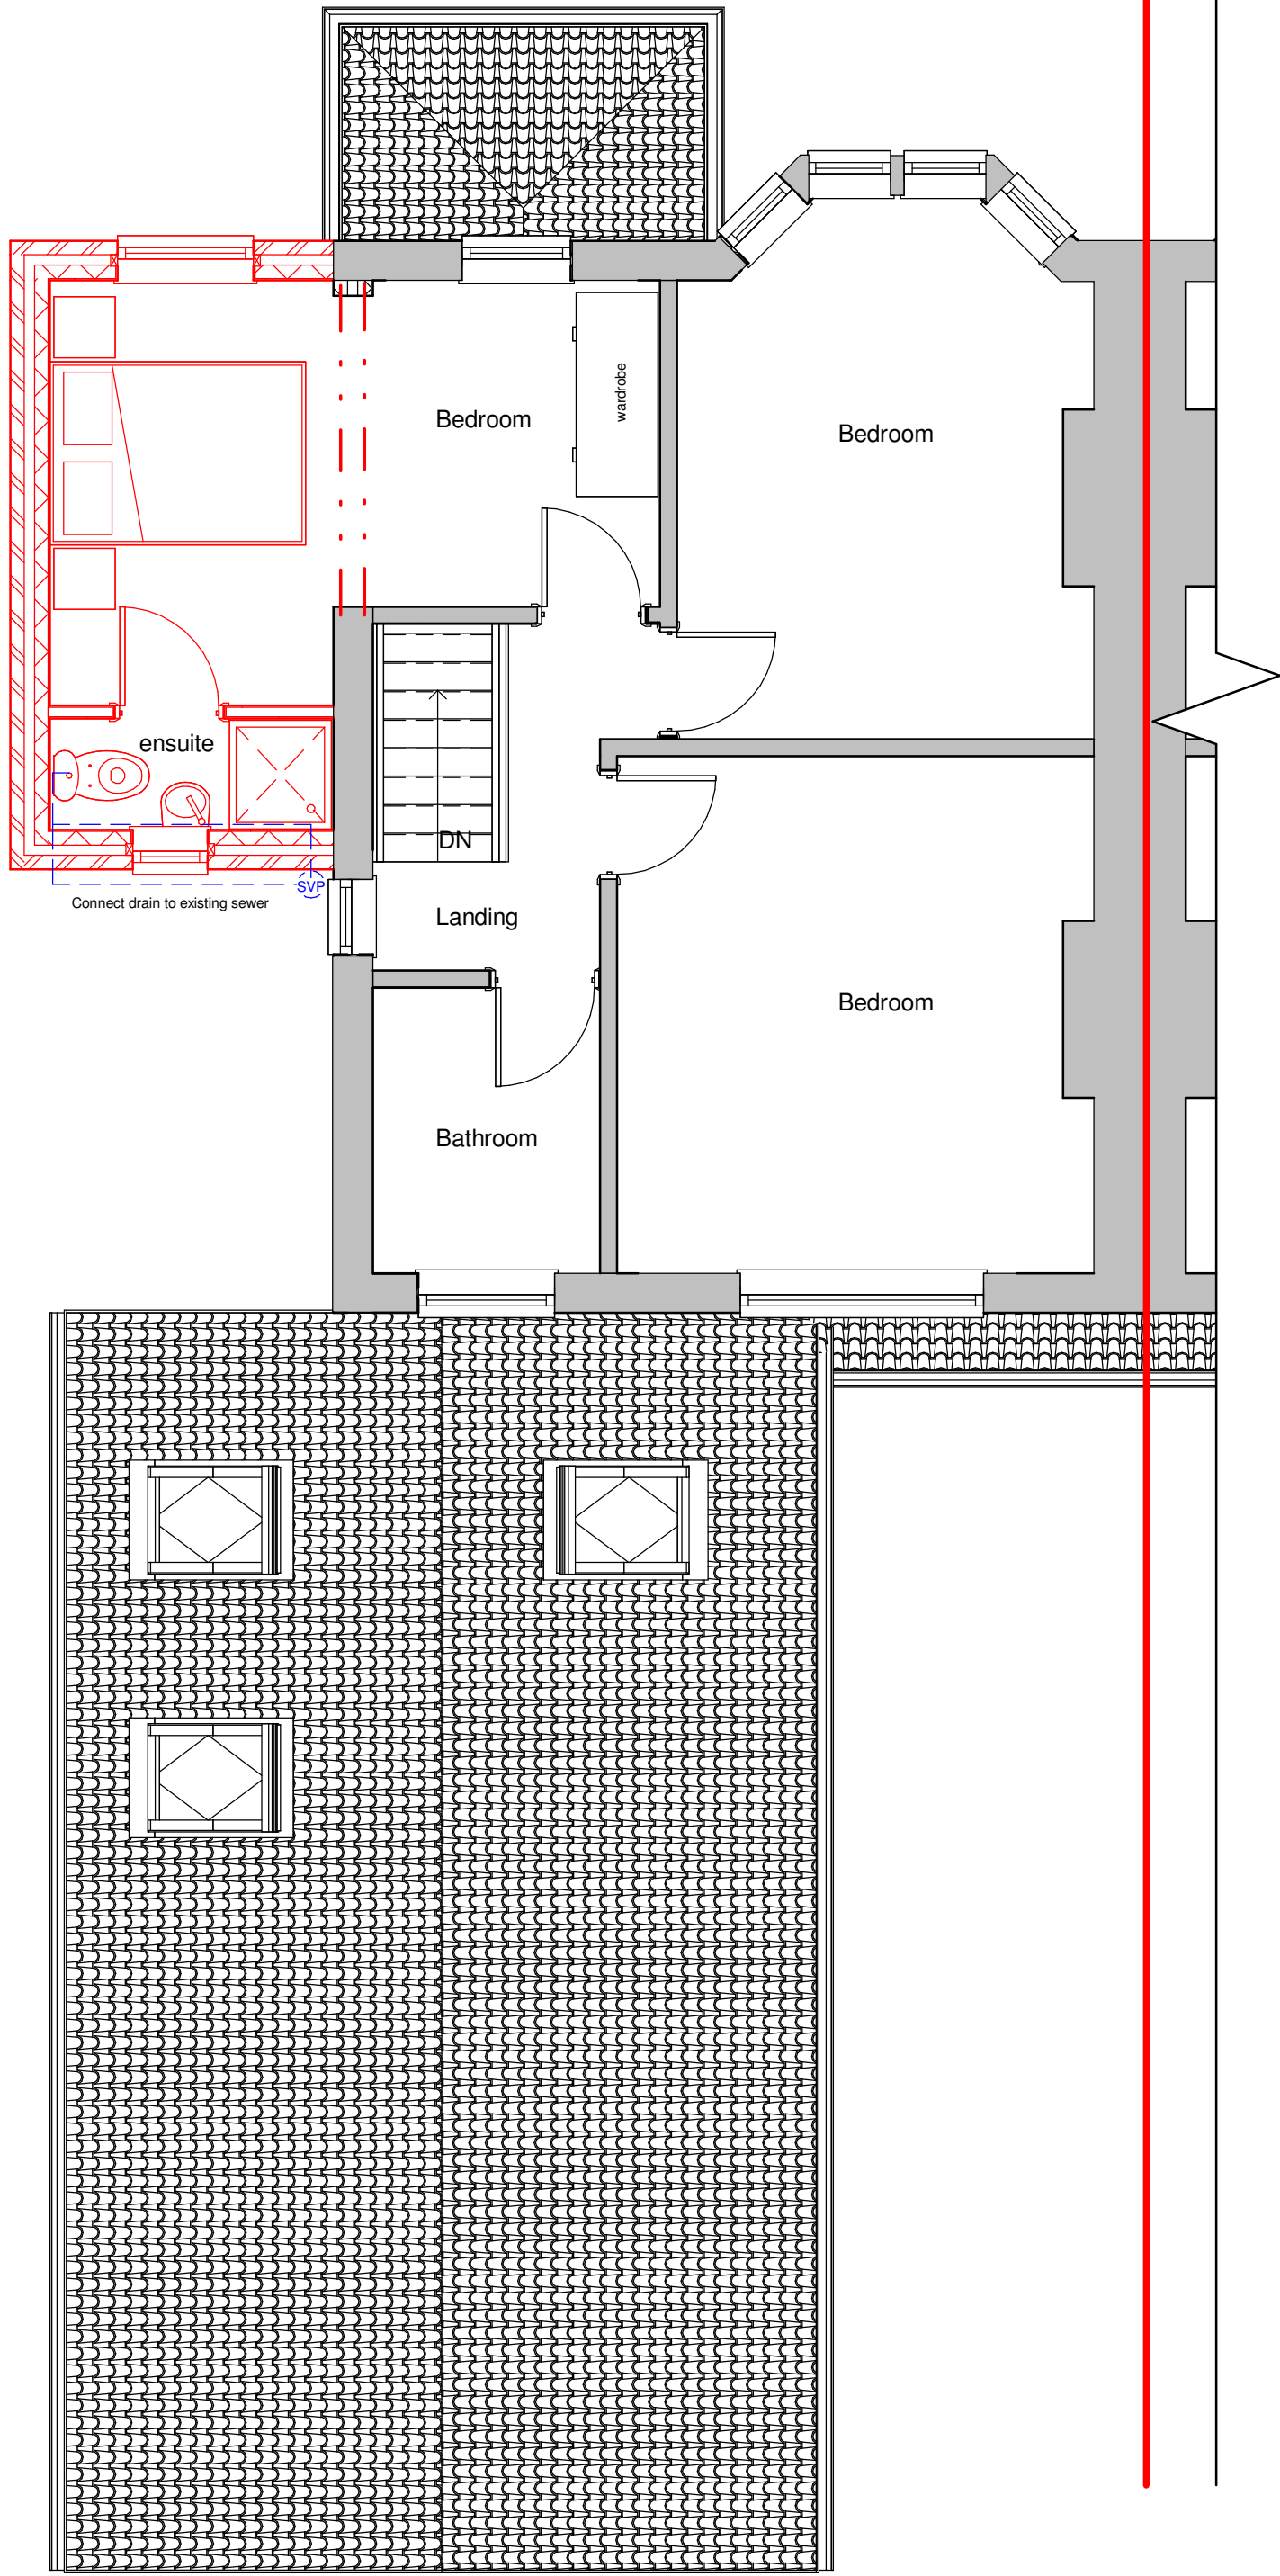 Bedroom
wardrobe
Bedroom
ensuite
DN
SVP
Connect drain to existing sewer
Landing
Bedroom
Bathroom